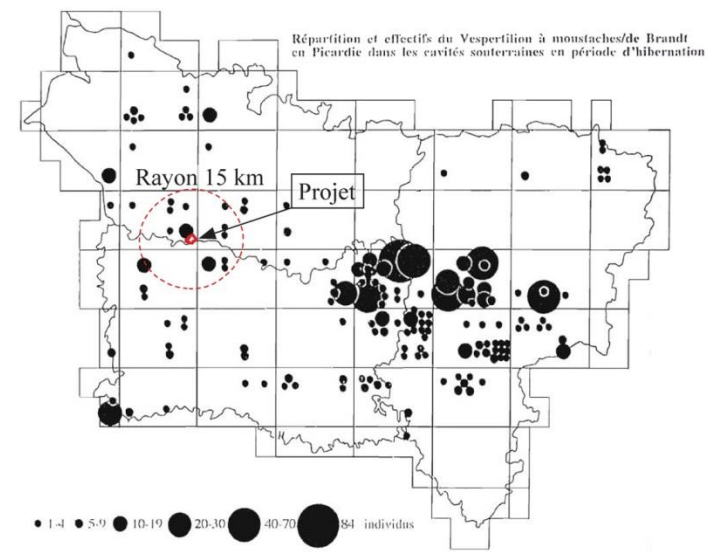 Répartition et effectifs du Vespertilion à moustaches/de Brandt
en Picardie dans les cavités souterraines en période d'hibernation
Rayon 15 km
Projet
1-4 5-9 10-19 20-30 40-70 84 individus